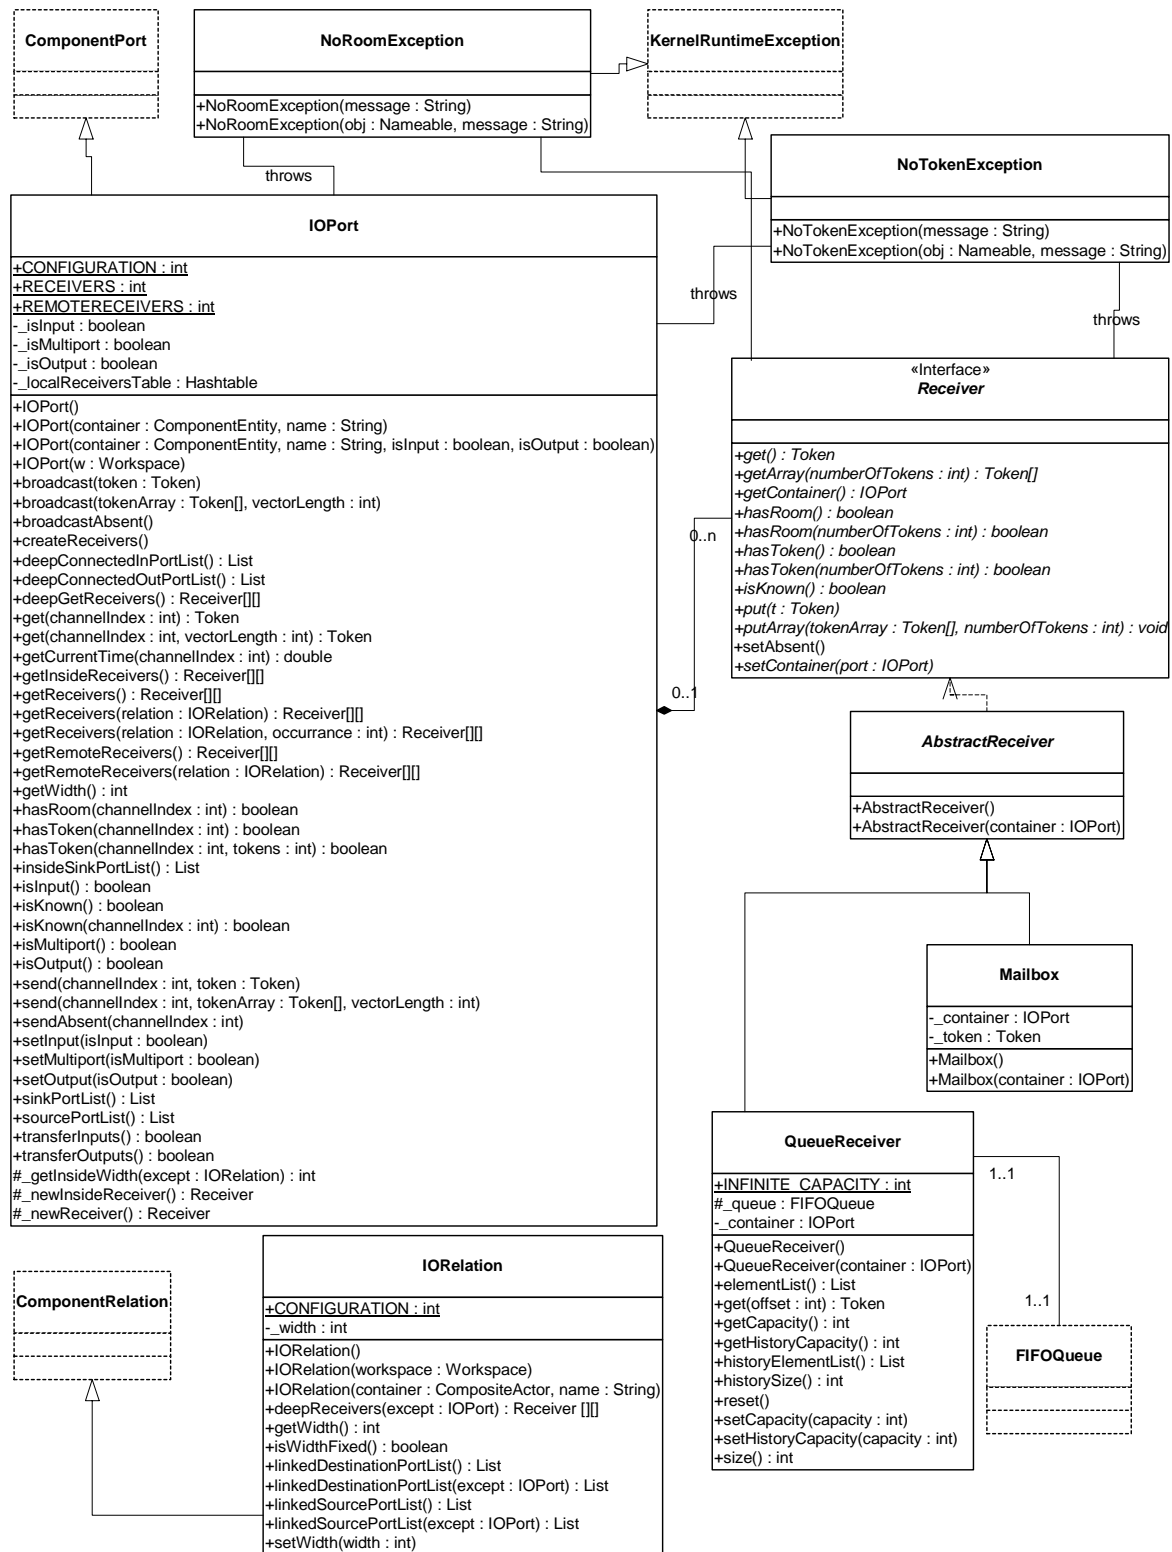 ComponentPort
NoRoomException
+NoRoomException(message : String)
+NoRoomException(obj : Nameable, message : String)
KernelRuntimeException
NoTokenException
+NoTokenException(message : String)
+NoTokenException(obj : Nameable, message : String)
throws
throws
throws
IOPort
+CONFIGURATION : int
+RECEIVERS : int
+REMOTERECEIVERS : int
-_isInput : boolean
-_isMultiport : boolean
-_isOutput : boolean
-_localReceiversTable : Hashtable
+IOPort()
+IOPort(container : ComponentEntity, name : String)
+IOPort(container : ComponentEntity, name : String, isInput : boolean, isOutput : boolean)
+IOPort(w : Workspace)
+broadcast(token : Token)
+broadcast(tokenArray : Token[], vectorLength : int)
+broadcastAbsent()
+createReceivers()
+deepConnectedInPortList() : List
+deepConnectedOutPortList() : List
+deepGetReceivers() : Receiver[][]
+get(channelIndex : int) : Token
+get(channelIndex : int, vectorLength : int) : Token
+getCurrentTime(channelIndex : int) : double
+getInsideReceivers() : Receiver[][]
+getReceivers() : Receiver[][]
+getReceivers(relation : IORelation) : Receiver[][]
+getReceivers(relation : IORelation, occurrance : int) : Receiver[][]
+getRemoteReceivers() : Receiver[][]
+getRemoteReceivers(relation : IORelation) : Receiver[][]
+getWidth() : int
+hasRoom(channelIndex : int) : boolean
+hasToken(channelIndex : int) : boolean
+hasToken(channelIndex : int, tokens : int) : boolean
+insideSinkPortList() : List
+isInput() : boolean
+isKnown() : boolean
+isKnown(channelIndex : int) : boolean
+isMultiport() : boolean
+isOutput() : boolean
+send(channelIndex : int, token : Token)
+send(channelIndex : int, tokenArray : Token[], vectorLength : int)
+sendAbsent(channelIndex : int)
+setInput(isInput : boolean)
+setMultiport(isMultiport : boolean)
+setOutput(isOutput : boolean)
+sinkPortList() : List
+sourcePortList() : List
+transferInputs() : boolean
+transferOutputs() : boolean
#_getInsideWidth(except : IORelation) : int
#_newInsideReceiver() : Receiver
#_newReceiver() : Receiver
«Interface»
Receiver
+get() : Token
+getArray(numberOfTokens : int) : Token[]
+getContainer() : IOPort
+hasRoom() : boolean
+hasRoom(numberOfTokens : int) : boolean
+hasToken() : boolean
+hasToken(numberOfTokens : int) : boolean
+isKnown() : boolean
+put(t : Token)
+putArray(tokenArray : Token[], numberOfTokens : int) : void
+setAbsent()
+setContainer(port : IOPort)
0..n
0..1
AbstractReceiver
+AbstractReceiver()
+AbstractReceiver(container : IOPort)
Mailbox
-_container : IOPort
-_token : Token
+Mailbox()
+Mailbox(container : IOPort)
QueueReceiver
+INFINITE_CAPACITY : int
#_queue : FIFOQueue
-_container : IOPort
+QueueReceiver()
+QueueReceiver(container : IOPort)
+elementList() : List
+get(offset : int) : Token
+getCapacity() : int
+getHistoryCapacity() : int
+historyElementList() : List
+historySize() : int
+reset()
+setCapacity(capacity : int)
+setHistoryCapacity(capacity : int)
+size() : int
1..1
1..1
FIFOQueue
ComponentRelation
IORelation
+CONFIGURATION : int
-_width : int
+IORelation()
+IORelation(workspace : Workspace)
+IORelation(container : CompositeActor, name : String)
+deepReceivers(except : IOPort) : Receiver [][]
+getWidth() : int
+isWidthFixed() : boolean
+linkedDestinationPortList() : List
+linkedDestinationPortList(except : IOPort) : List
+linkedSourcePortList() : List
+linkedSourcePortList(except : IOPort) : List
+setWidth(width : int)